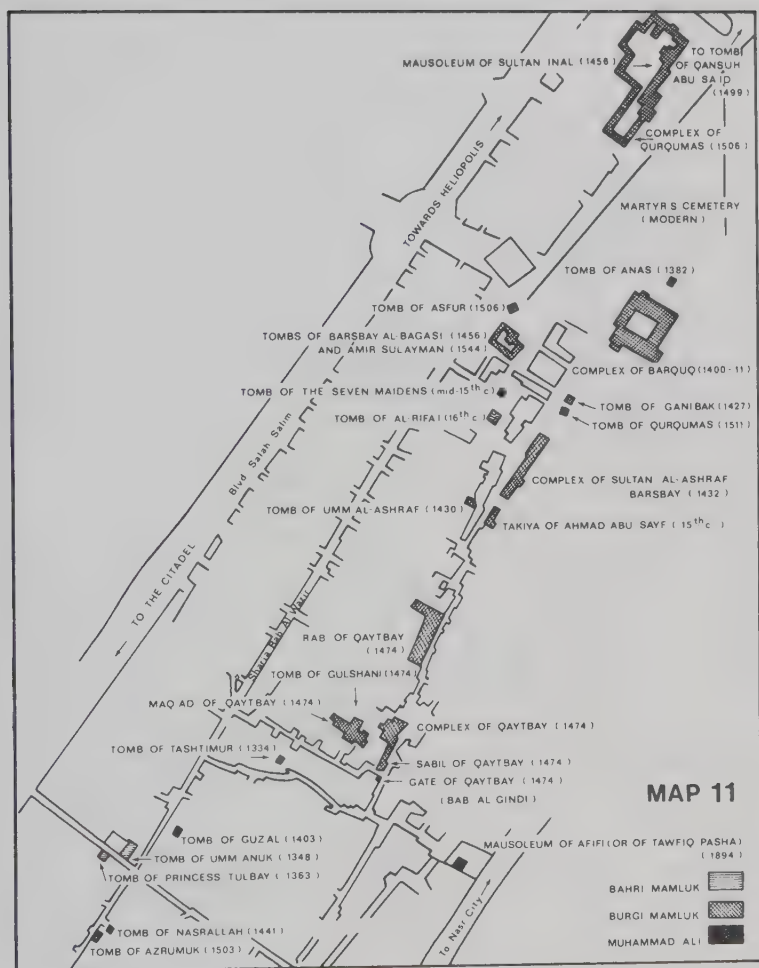 MAUSOLEUM OF SULTAN INAL (1456)
TO TOMB
OF QANSUH
ABU SAID
(1499)
COMPLEX OF
QURQUMAS (1506)
MARTYRS CEMETERY
(MODERN)
TOWARDS HELIOPOLIS
TOMB OF ANAS (1382)
TOMB OF ASFUR (1506)
TOMBS OF BARSBAY AL-BAGASI (1456)
AND AMIR SULAYMAN (1544)
COMPLEX OF BARQUQ (1400-11)
TOMB OF THE SEVEN MAIDENS (mid-15th c)
TOMB OF GANIBAK (1427)
TOMB OF AL-RIFAI (16th c)
TOMB OF QURQUMAS (1511)
Blvd Salah Salim
COMPLEX OF SULTAN AL-ASHRAF
BARSBAY (1432)
TOMB OF UMM AL-ASHRAF (1430)
TAKIYA OF AHMAD ABU SAYF (15th c)
TO THE CITADEL
RAB OF QAYTBAY
(1474)
Sharia Rab Al
TOMB OF GULSHANI (1474)
MAQAD OF QAYTBAY (1474)
COMPLEX OF QAYTBAY (1474)
TOMB OF TASHTIMUR (1334)
SABIL OF QAYTBAY (1474)
GATE OF QAYTBAY (1474)
(BAB AL GINDI)
MAP 11
TOMB OF GUZAL (1403)
MAUSOLEUM OF AFIFI (OR OF TAWFIQ PASHA)
(1894)
TOMB OF UMM ANUK (1348)
TOMB OF PRINCESS TULBAY (1363)
To Nasr City
BAHRI MAMLUK
BURGI MAMLUK
MUHAMMAD ALI
TOMB OF NASRALLAH (1441)
TOMB OF AZRUMUK (1503)